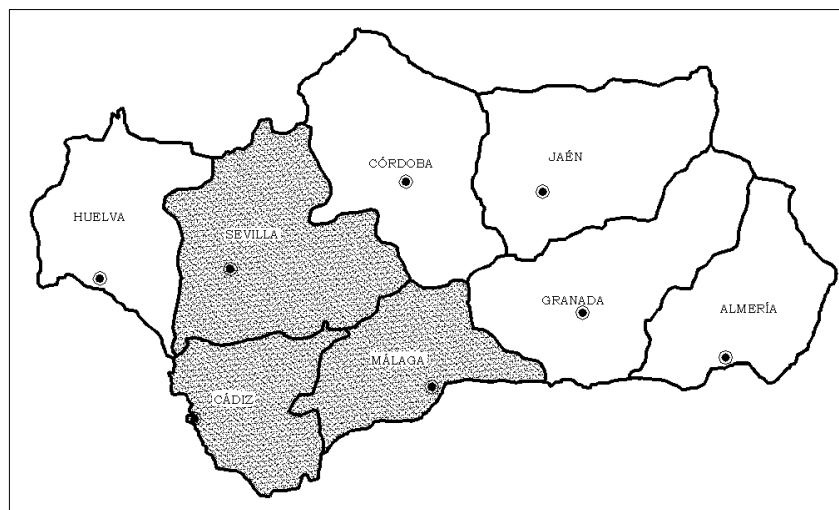 JAÉN
CÓRDOBA
HUELVA
SEVILLA
GRANADA
ALMERÍA
MÁLAGA
CÁDIZ